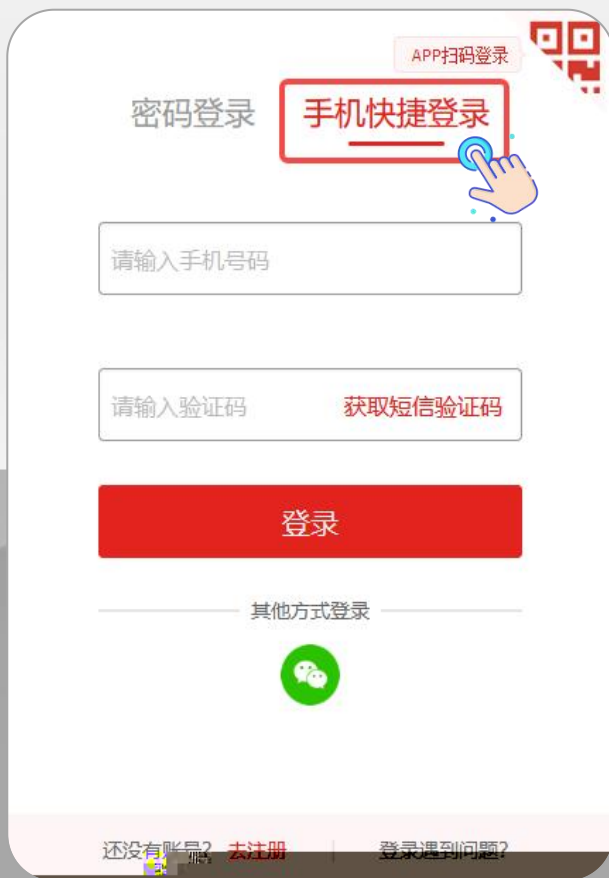 APP扫码登录
密码登录 手机快捷登录
请输入手机号码
请输入验证码 获取短信验证码
登录
其他方式登录
还没有账号? 去注册 登录遇到问题?